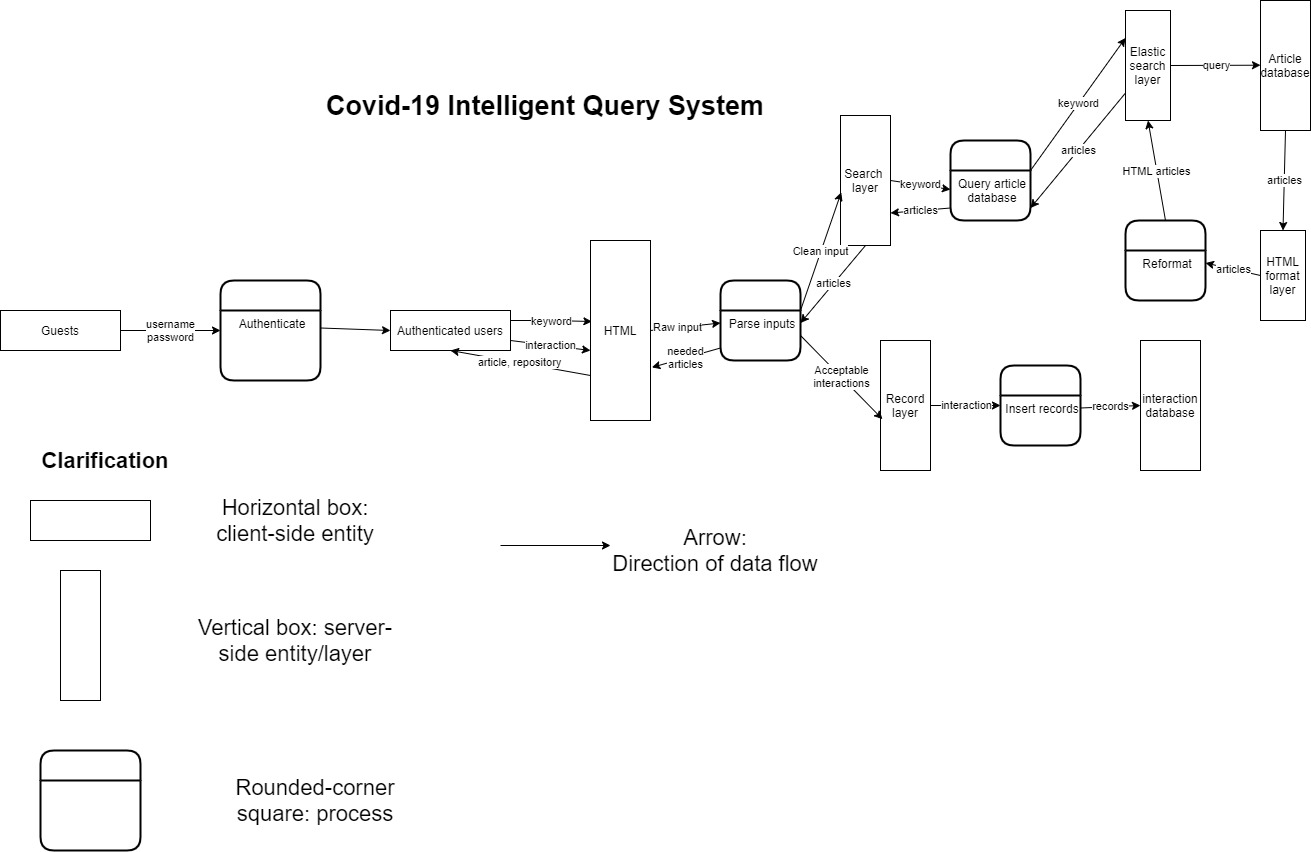 Covid-19 Intelligent Query System
Guests
username
password
Authenticate
Authenticated users
keyword
interaction
article, repository
HTML
Raw input
needed
articles
Parse inputs
Clean input
articles
Acceptable
interactions
Search
layer
keyword
articles
Query article
database
keyword
articles
Elastic
search
layer
query
Article
database
articles
HTML
format
layer
articles
Reformat
HTML articles
Record
layer
interaction
Insert records
records
interaction
database
Clarification
Horizontal box:
client-side entity
Arrow:
Direction of data flow
Vertical box: server-
side entity/layer
Rounded-corner
square: process